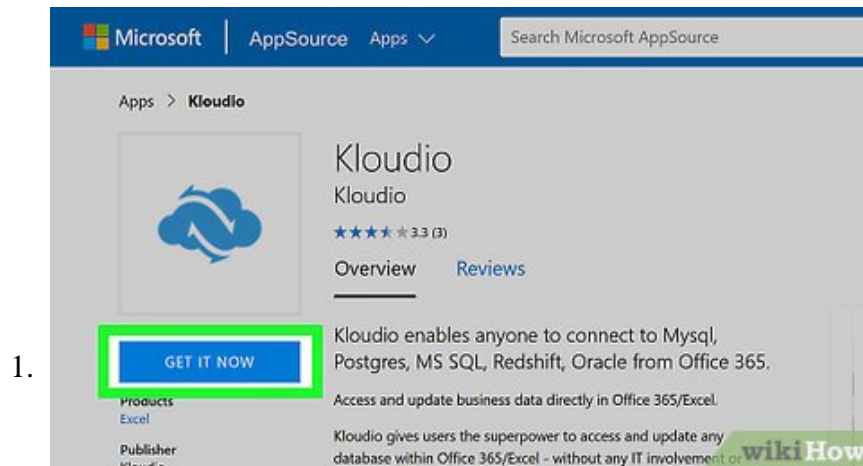 Microsoft AppSource Apps Search Microsoft AppSource
Apps > Kloudio
Kloudio
Kloudio
3.3 (3)
Overview Reviews
Kloudio enables anyone to connect to Mysql,
Postgres, MS SQL, Redshift, Oracle from Office 365.
1.
GET IT NOW
Products
Excel
Access and update business data directly in Office 365/Excel.
Publisher
Kloudio gives users the superpower to access and update any
database within Office 365/Excel - without any IT involvement or
wikiHow